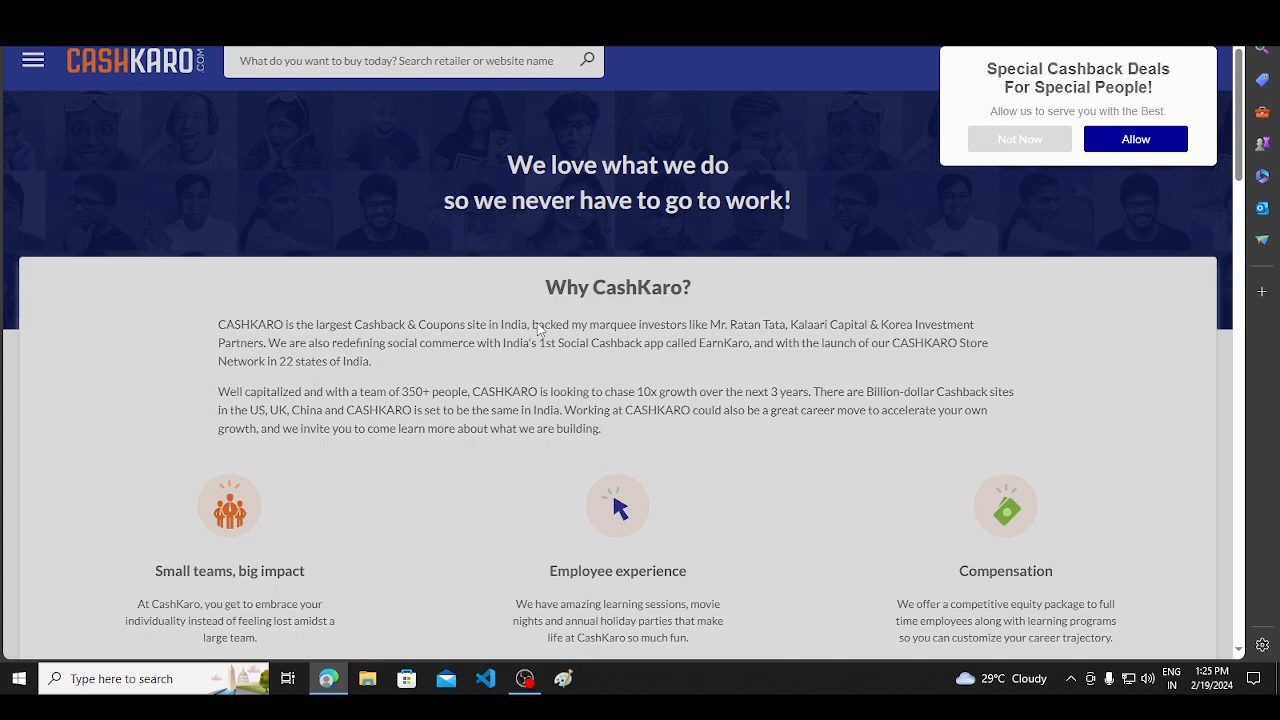 CASHKARO.COM
What do you want to buy today? Search retailer or website name
Special Cashback Deals
For Special People!
Allow us to serve you with the Best.
Not Now
Allow
We love what we do
so we never have to go to work!
Why CashKaro?
CASHKARO is the largest Cashback & Coupons site in India, backed my marquee investors like Mr. Ratan Tata, Kalaari Capital & Korea Investment
Partners. We are also redefining social commerce with India's 1st Social Cashback app called EarnKaro, and with the launch of our CASHKARO Store
Network in 22 states of India.
Well capitalized and with a team of 350+ people, CASHKARO is looking to chase 10x growth over the next 3 years. There are Billion-dollar Cashback sites
in the US, UK, China and CASHKARO is set to be the same in India. Working at CASHKARO could also be a great career move to accelerate your own
growth, and we invite you to come learn more about what we are building.
Small teams, big impact
At CashKaro, you get to embrace your
individuality instead of feeling lost amidst a
large team.
Employee experience
We have amazing learning sessions, movie
nights and annual holiday parties that make
life at CashKaro so much fun.
Compensation
We offer a competitive equity package to full
time employees along with learning programs
so you can customize your career trajectory.
Type here to search
29°C Cloudy
ENG
IN
1:25 PM
2/19/2024